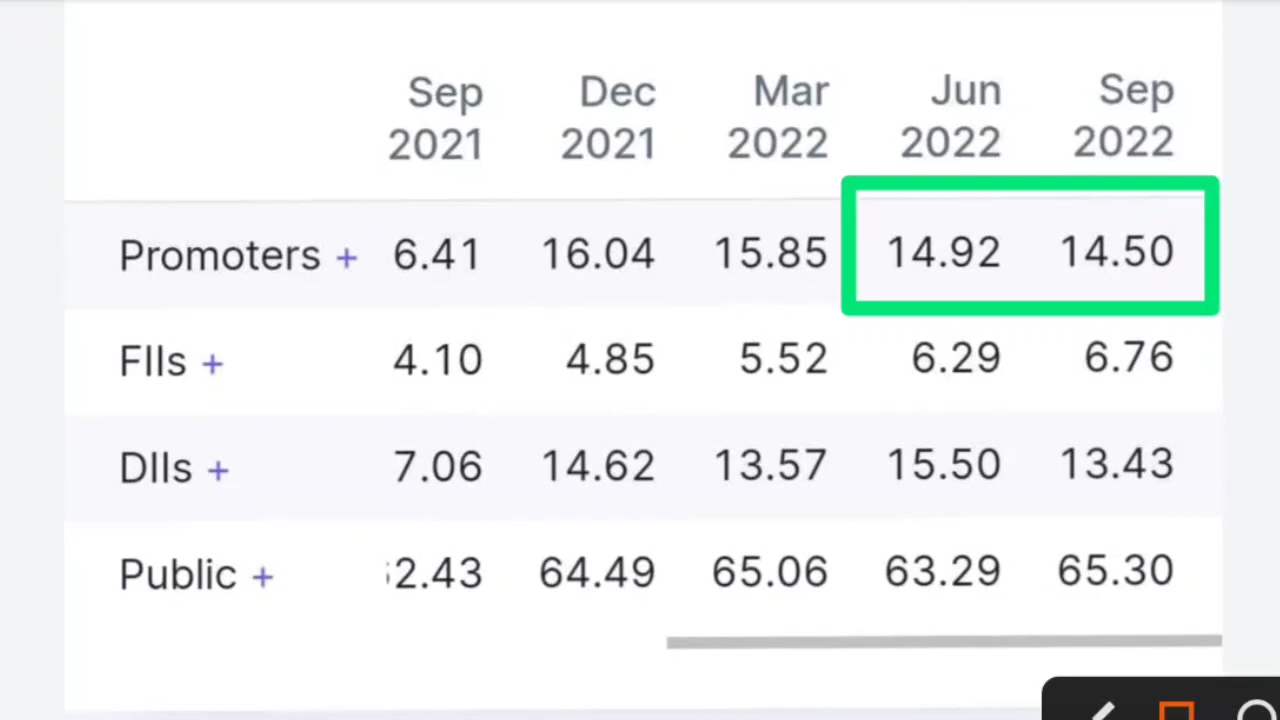 Sep Dec Mar Jun Sep
2021 2021 2022 2022 2022
Promoters + 6.41 16.04 15.85 14.92 14.50
FIIs + 4.10 4.85 5.52 6.29 6.76
DIIs + 7.06 14.62 13.57 15.50 13.43
Public + 2.43 64.49 65.06 63.29 65.30